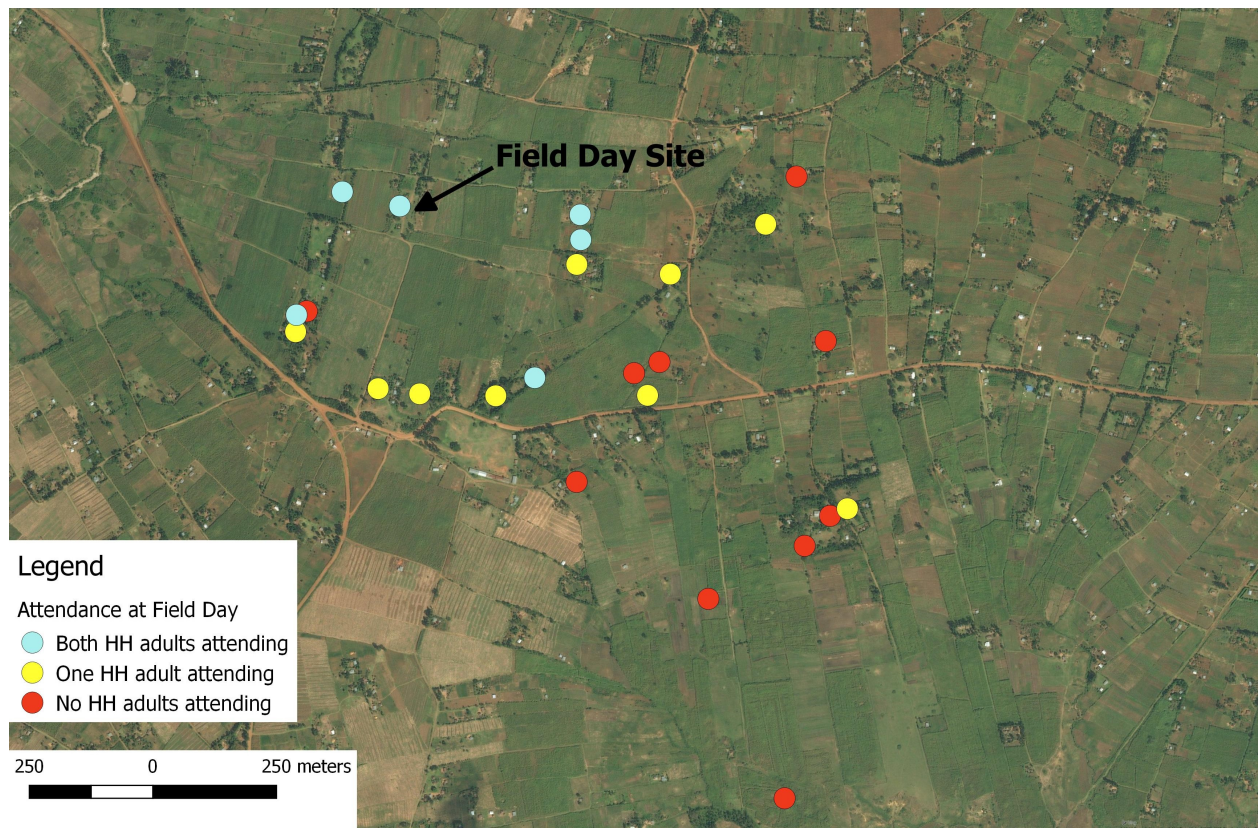 Field Day Site
Legend
Attendance at Field Day
Both HH adults attending
One HH adult attending
No HH adults attending
250 0 250 meters